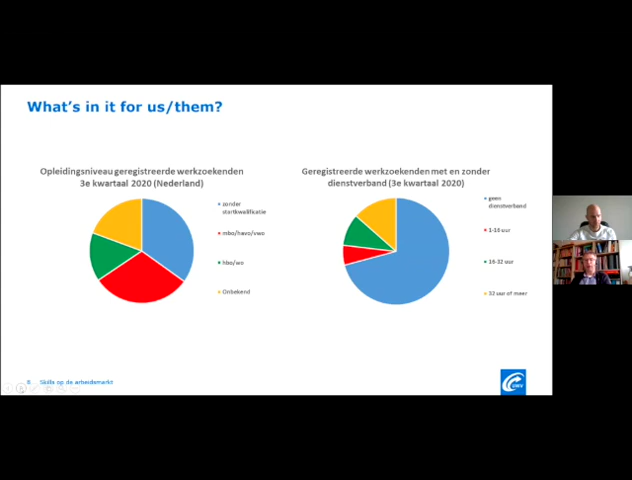 What's in it for us/them?
Opleidingsniveau geregistreerde werkzoekenden
3e kwartaal 2020 (Nederland)
zonder
startkwalificatie
mbo/havo/vwo
hbo/wo
Onbekend
Geregistreerde werkzoekenden met en zonder
dienstverband (3e kwartaal 2020)
geen
dienstverband
1-16 uur
16-32 uur
32 uur of meer
8 Skills op de arbeidsmarkt